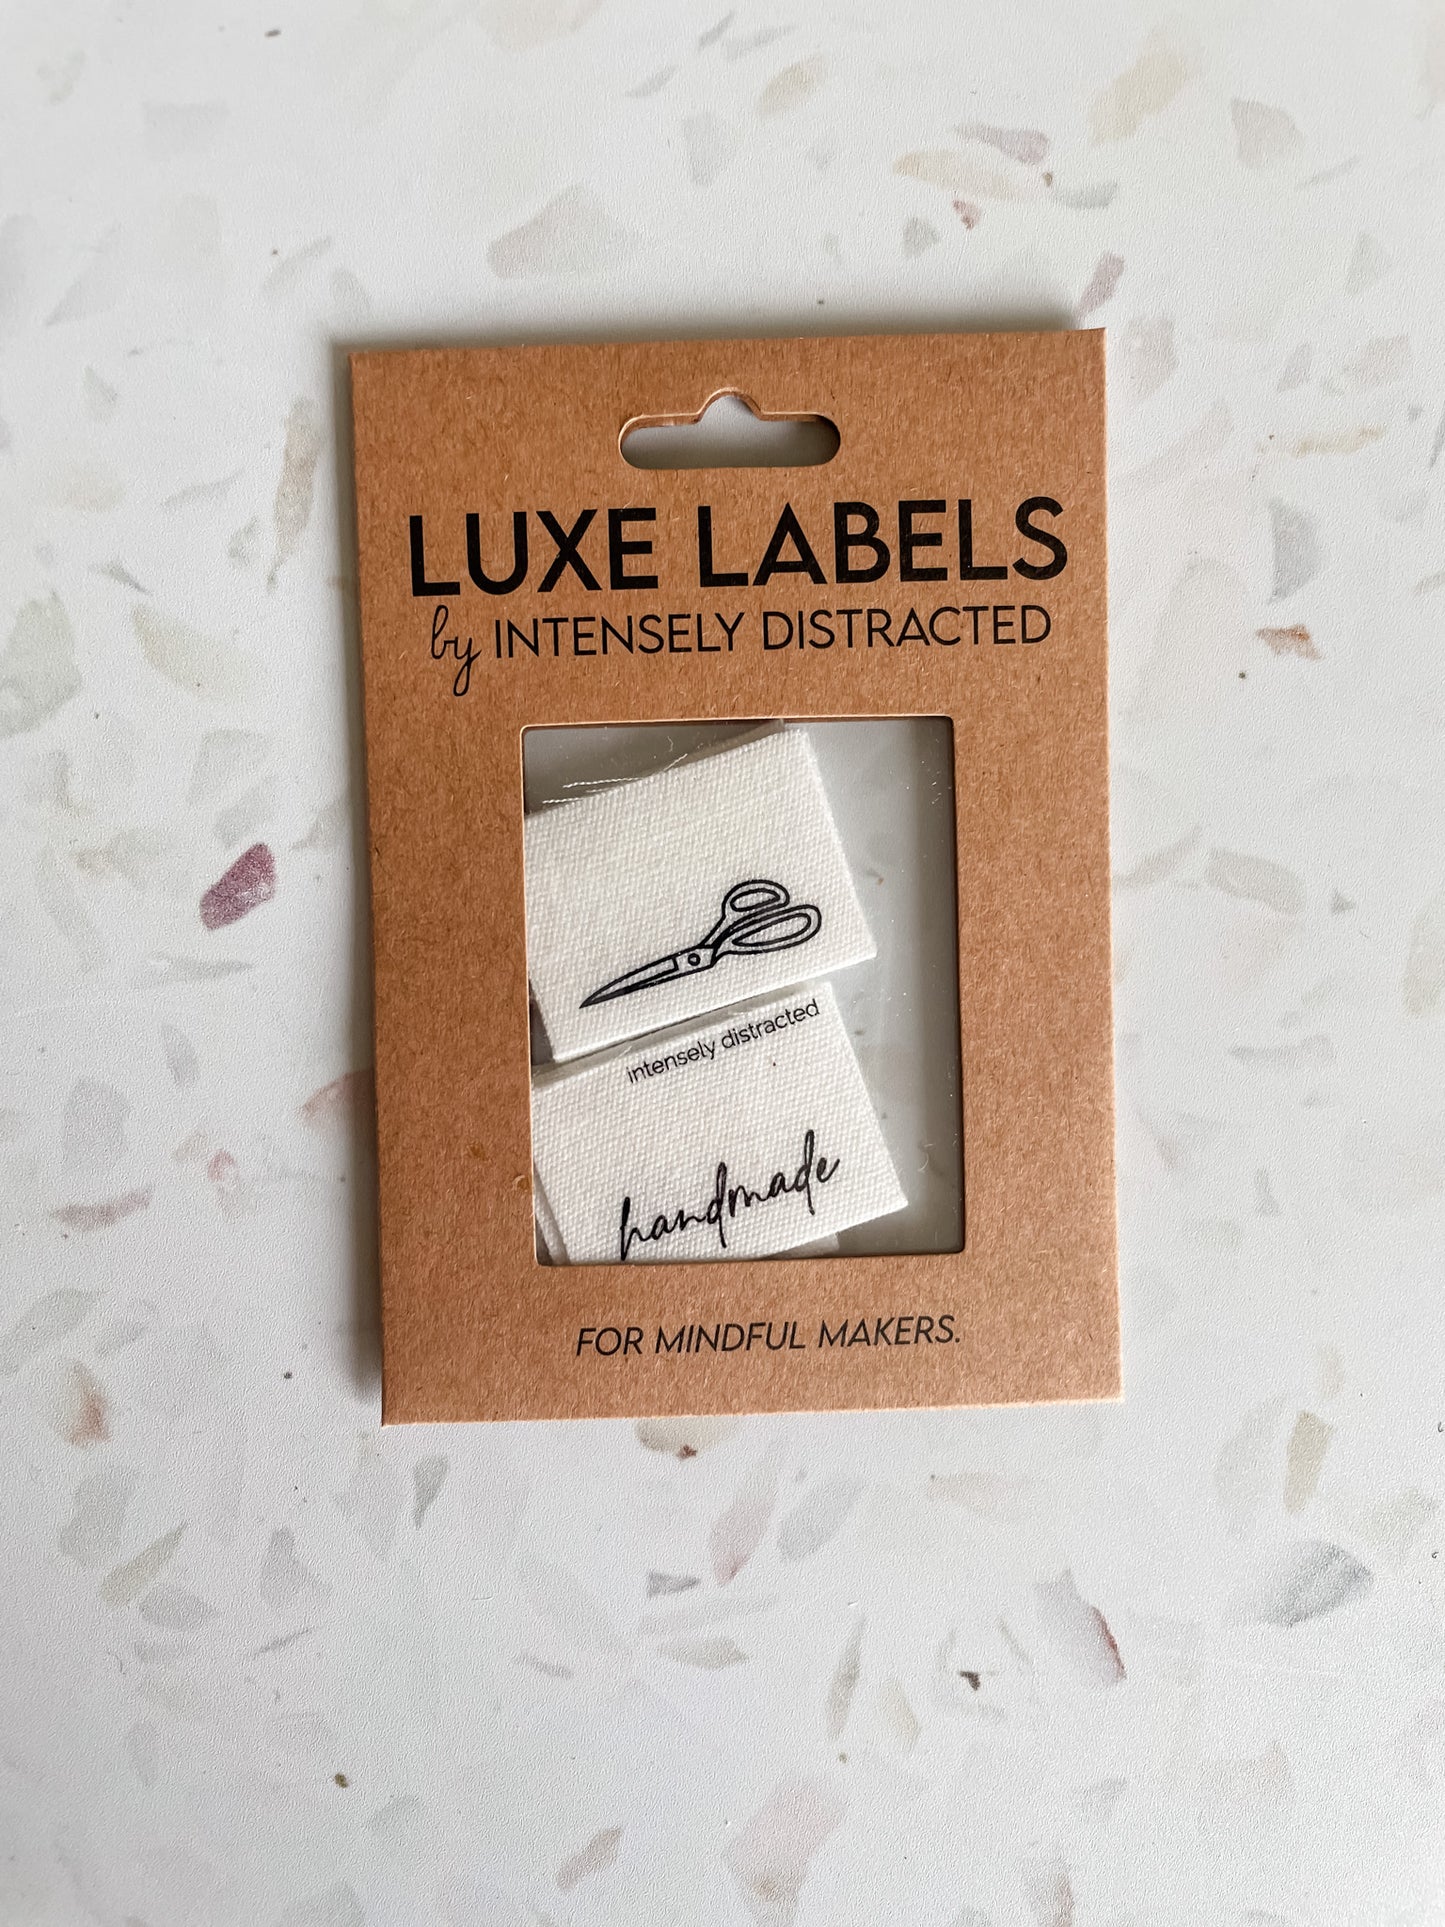 LUXE LABELS
by INTENSELY DISTRACTED
intensely distracted
handmade
FOR MINDFUL MAKERS.